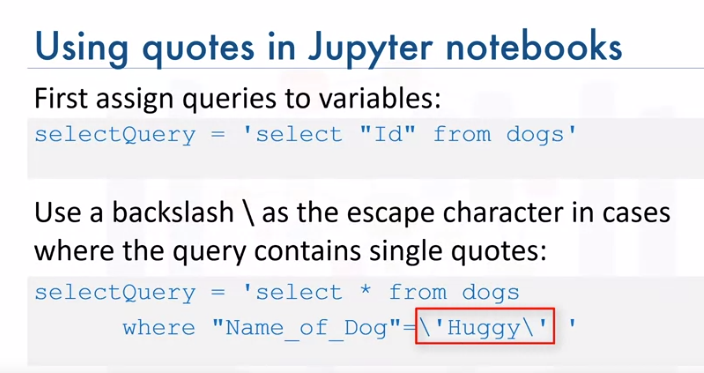 Using quotes in Jupyter notebooks
First assign queries to variables:
selectQuery = 'select "Id" from dogs'
Use a backslash \ as the escape character in cases
where the query contains single quotes:
selectQuery = 'select * from dogs
where "Name_of_Dog"=\'Huggy\' '